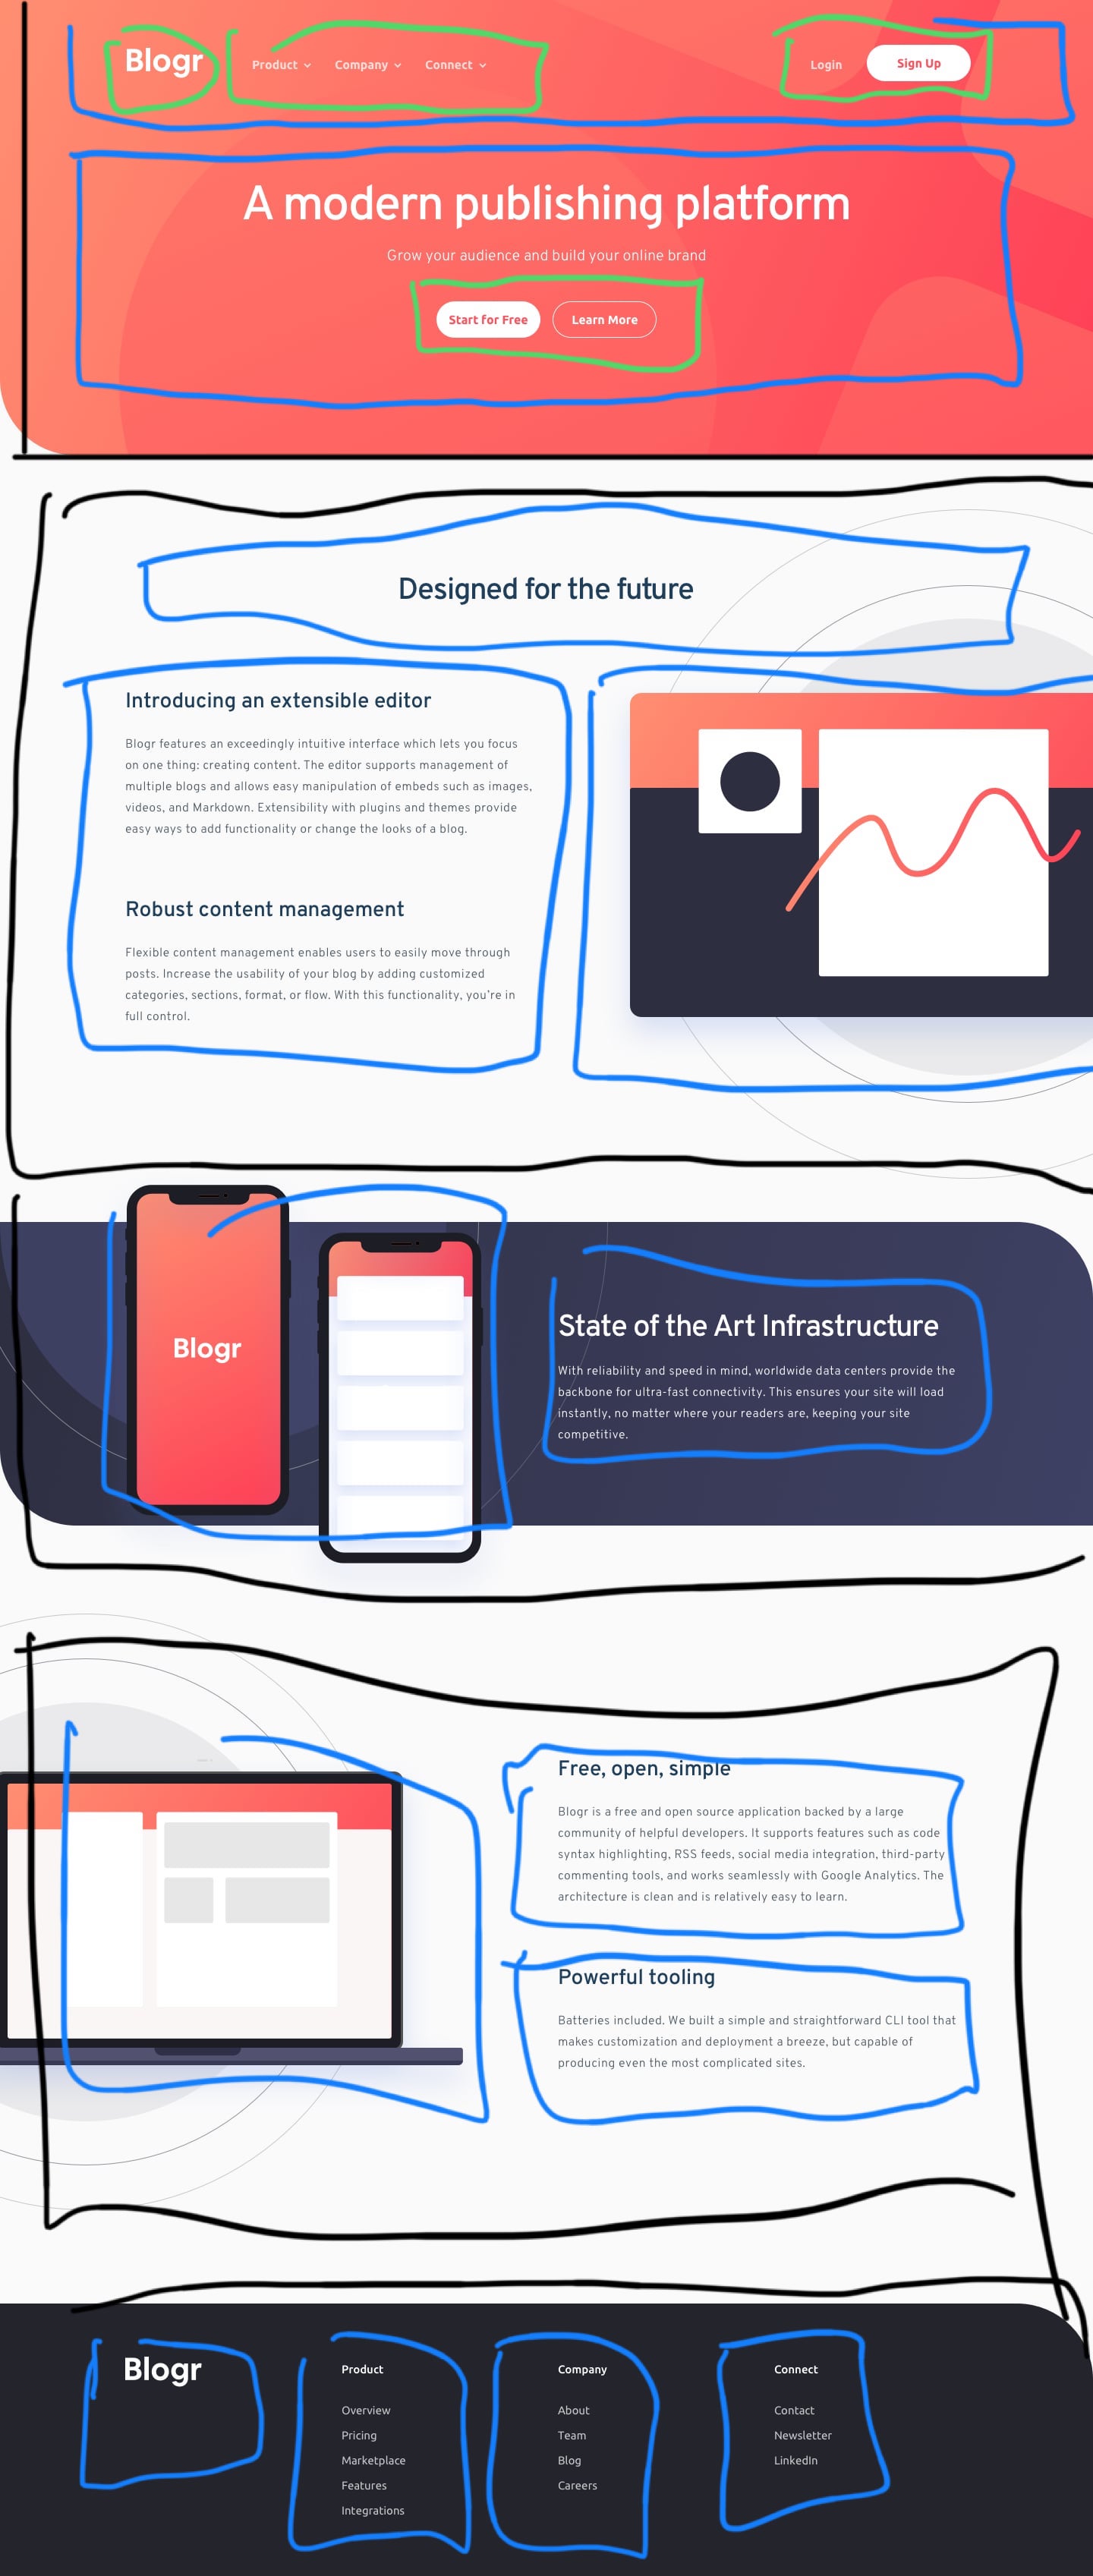 Blogr
Product
Company
Connect
Login
Sign Up
A modern publishing platform
Grow your audience and build your online brand
Start for Free
Learn More
Designed for the future
Introducing an extensible editor
Blogr features an exceedingly intuitive interface which lets you focus
on one thing: creating content. The editor supports management of
multiple blogs and allows easy manipulation of embeds such as images,
videos, and Markdown. Extensibility with plugins and themes provide
easy ways to add functionality or change the looks of a blog.
Robust content management
Flexible content management enables users to easily move through
posts. Increase the usability of your blog by adding customized
categories, sections, format, or flow. With this functionality, you're in
full control.
Blogr
State of the Art Infrastructure
With reliability and speed in mind, worldwide data centers provide the
backbone for ultra-fast connectivity. This ensures your site will load
instantly, no matter where your readers are, keeping your site
competitive.
Free, open, simple
Blogr is a free and open source application backed by a large
community of helpful developers. It supports features such as code
syntax highlighting, RSS feeds, social media integration, third-party
commenting tools, and works seamlessly with Google Analytics. The
architecture is clean and is relatively easy to learn.
Powerful tooling
Batteries included. We built a simple and straightforward CLI tool that
makes customization and deployment a breeze, but capable of
producing even the most complicated sites.
Blogr
Product
Overview
Pricing
Marketplace
Features
Integrations
Company
About
Team
Blog
Careers
Connect
Contact
Newsletter
LinkedIn